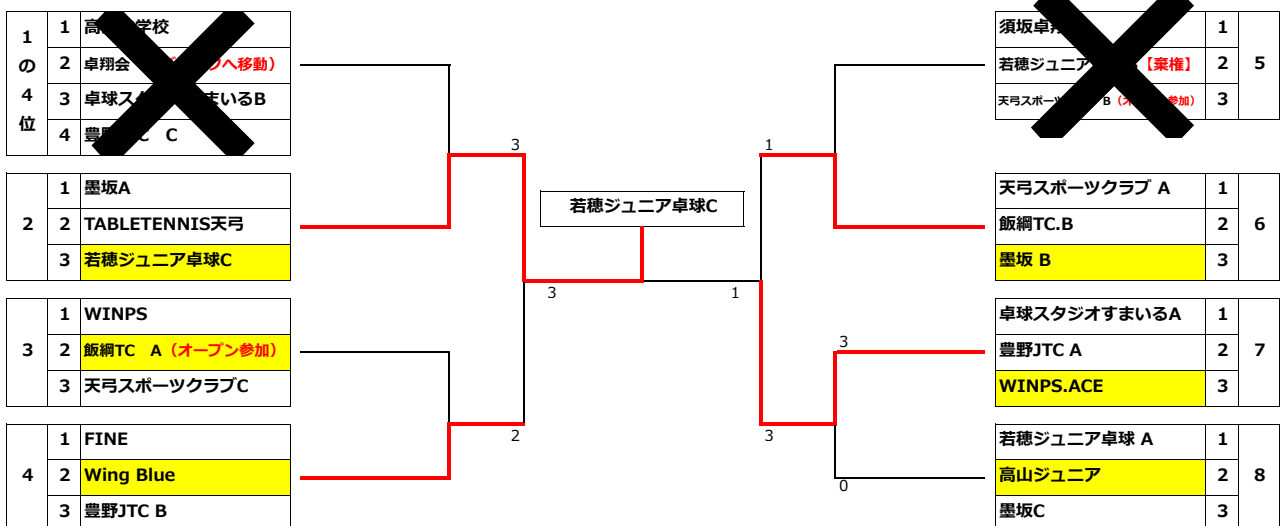 1の4位
1 高 学校
2 卓翔会 へ移動）
3 卓球ス まいるB
4 豊 C
2
1 墨坂A
2 TABLETENNIS天弓
3 若穂ジュニア卓球C
3
1 WINPS
2 飯綱TC A（オープン参加）
3 天弓スポーツクラブC
4
1 FINE
2 Wing Blue
3 豊野JTC B
3
若穂ジュニア卓球C
3
2
1
1
3
3
0
須坂卓 1
若穂ジュニア 【棄権】 2
天弓スポー B 参加） 3
5
天弓スポーツクラブ A 1
飯綱TC.B 2
墨坂 B 3
6
卓球スタジオすまいるA 1
豊野JTC A 2
WINPS.ACE 3
7
若穂ジュニア卓球 A 1
高山ジュニア 2
墨坂C 3
8